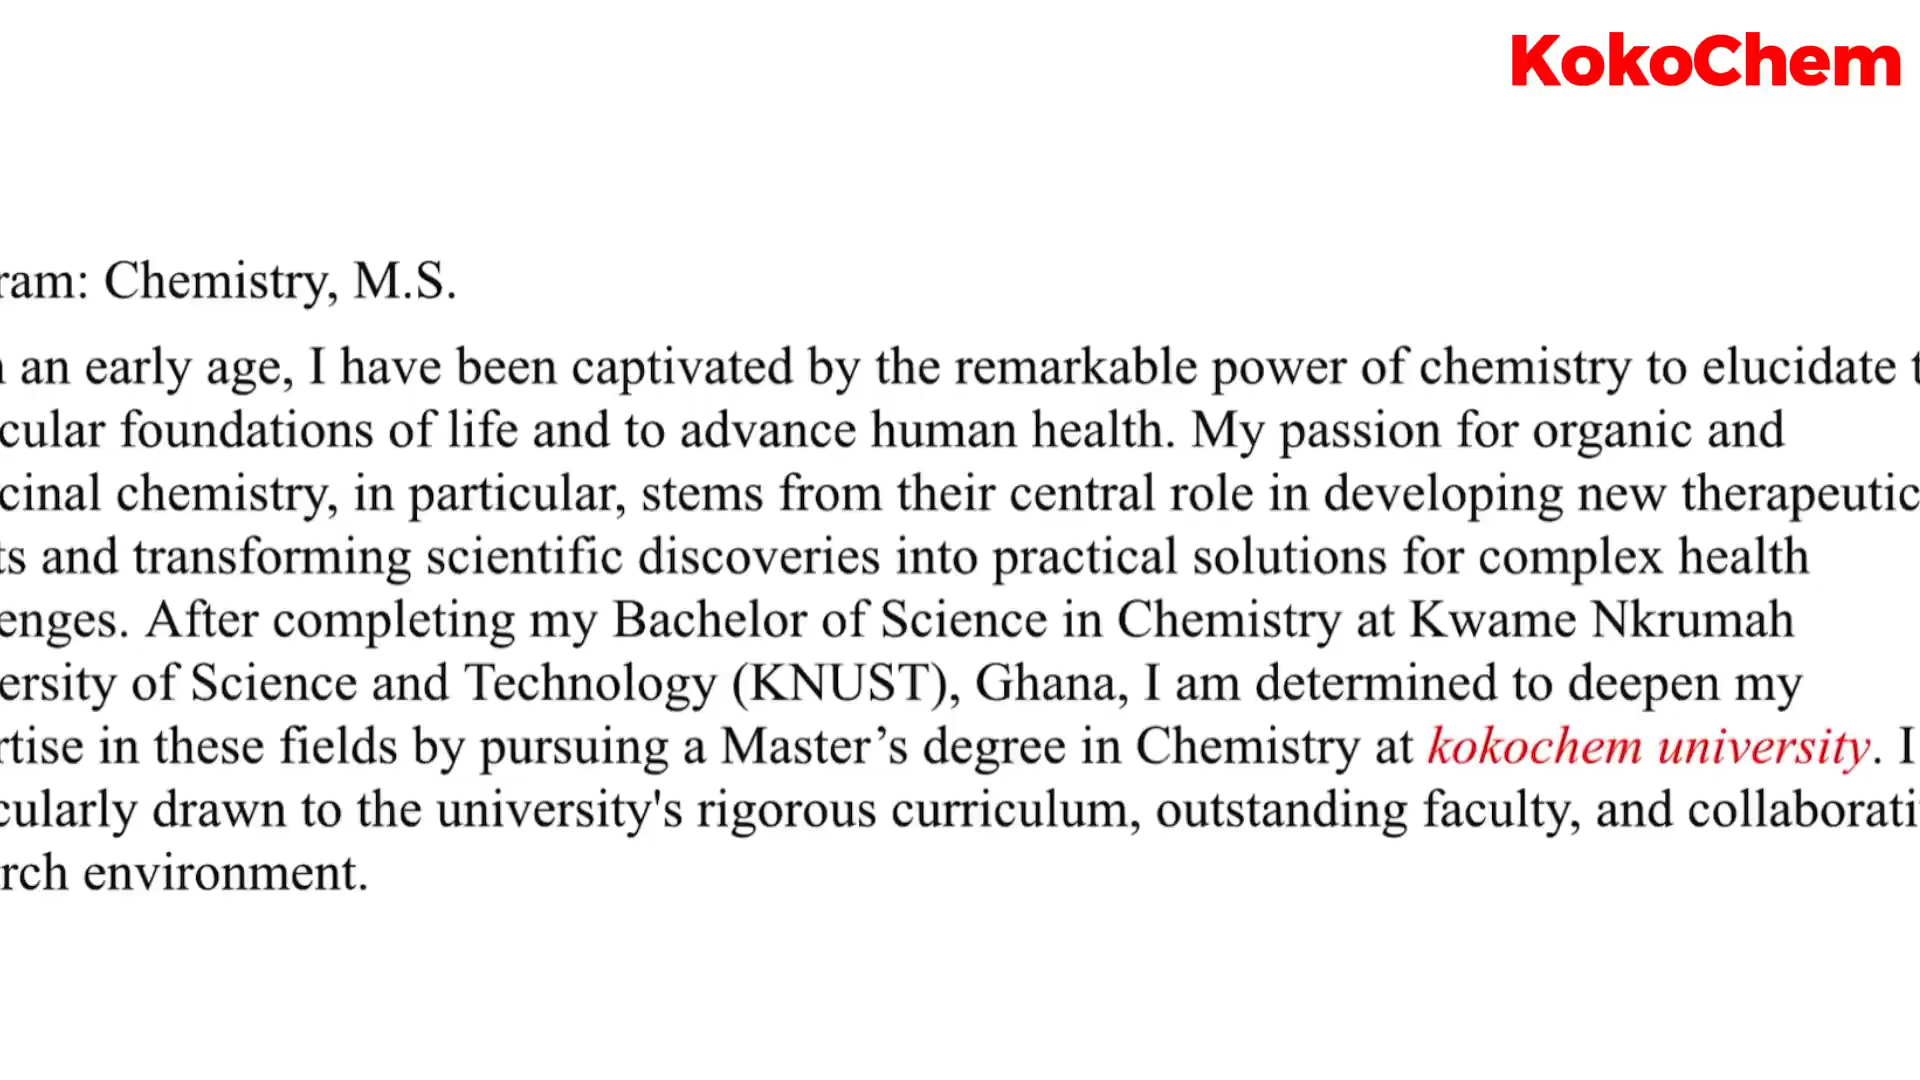 KokoChem
ram: Chemistry, M.S.
an early age, I have been captivated by the remarkable power of chemistry to elucidate
cular foundations of life and to advance human health. My passion for organic and
cinal chemistry, in particular, stems from their central role in developing new therapeutic
ts and transforming scientific discoveries into practical solutions for complex health
enges. After completing my Bachelor of Science in Chemistry at Kwame Nkrumah
ersity of Science and Technology (KNUST), Ghana, I am determined to deepen my
rtise in these fields by pursuing a Master’s degree in Chemistry at kokochem university. I
cularly drawn to the university's rigorous curriculum, outstanding faculty, and collaborati
rch environment.